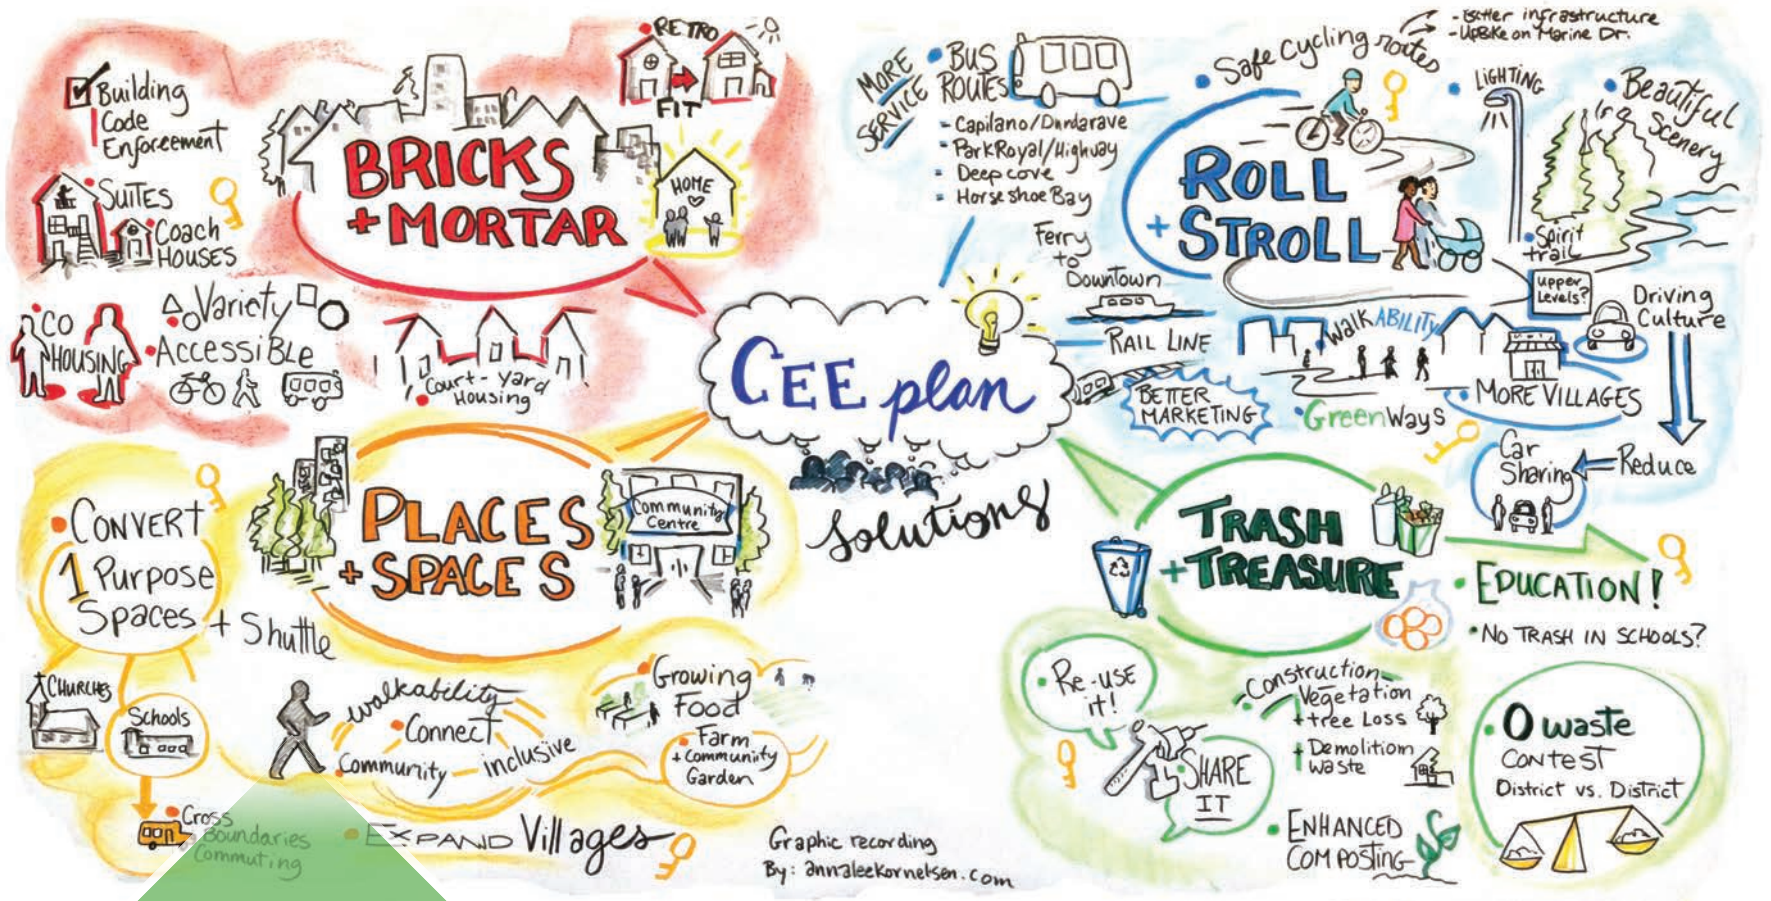 Building
Code
Enforcement
SUITES
Coach
HOUSES
RETRO
FIT
HOME
BRICKS
+ MORTAR
CO
HOUSING
Variety
Accessible
Court-Yard
Housing
CEE plan
Solutions
MORE
SERVICE
BUS
ROUTES
- Capilano/Dundarave
- ParkRoyal/Highway
- Deepcove
- HorseShoe Bay
Ferry
to
Downtown
RAIL LINE
BETTER
MARKETING
Safe Cycling routes
- Better infrastructure
- UpBike on Marine Dr.
LIGHTING
Beautiful
Scenery
ROLL
+ STROLL
Spirit
trail
Upper
Levels?
Driving
Culture
WalkABILITY
MORE VILLAGES
GreenWays
Car
Sharing
Reduce
PLACES
+ SPACES
Community
Centre
CONVERT
1 Purpose
Spaces + Shuttle
CHURCHES
Schools
Cross
Boundaries
Commuting
walkability
Connect
Community - inclusive
Growing
Food
Farm
+ Community
Garden
EXPAND Villages
Graphic recording
By: annaleekornelsen.com
TRASH
+ TREASURE
EDUCATION!
NO TRASH IN SCHOOLS?
Re-USE
it!
SHARE
IT
Construction
Vegetation
+ tree Loss
+ Demolition
waste
ENHANCED
COMPOSTING
0 waste
CONTEST
District vs. District